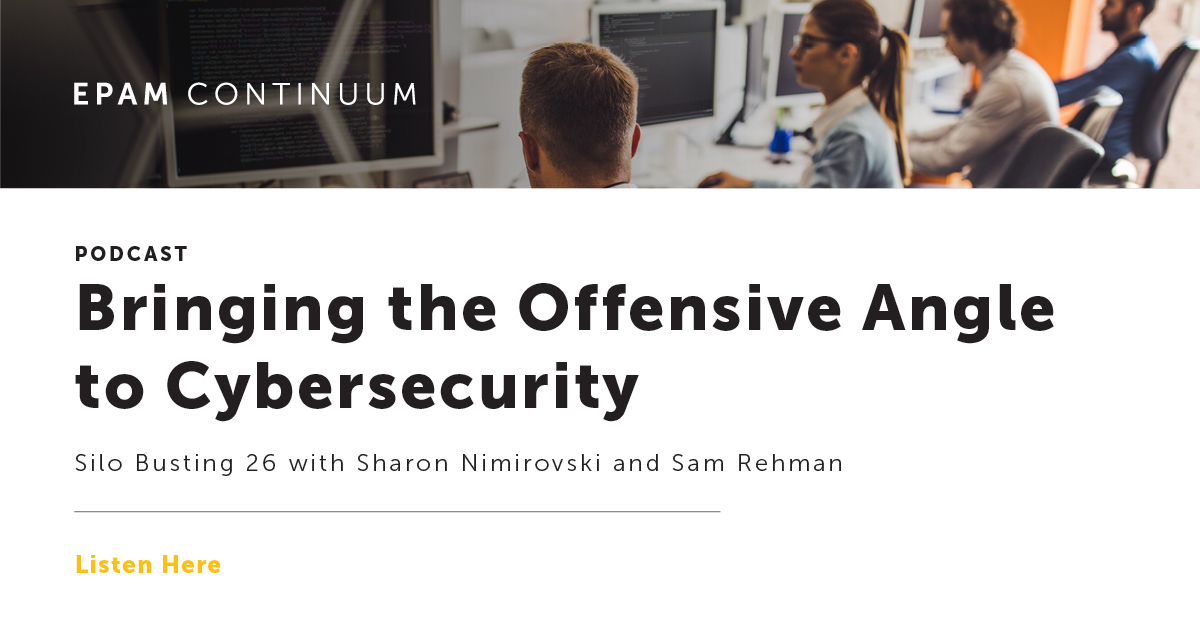 EPAM CONTINUUM
PODCAST
Bringing the Offensive Angle
to Cybersecurity
Silo Busting 26 with Sharon Nimirovski and Sam Rehman
Listen Here